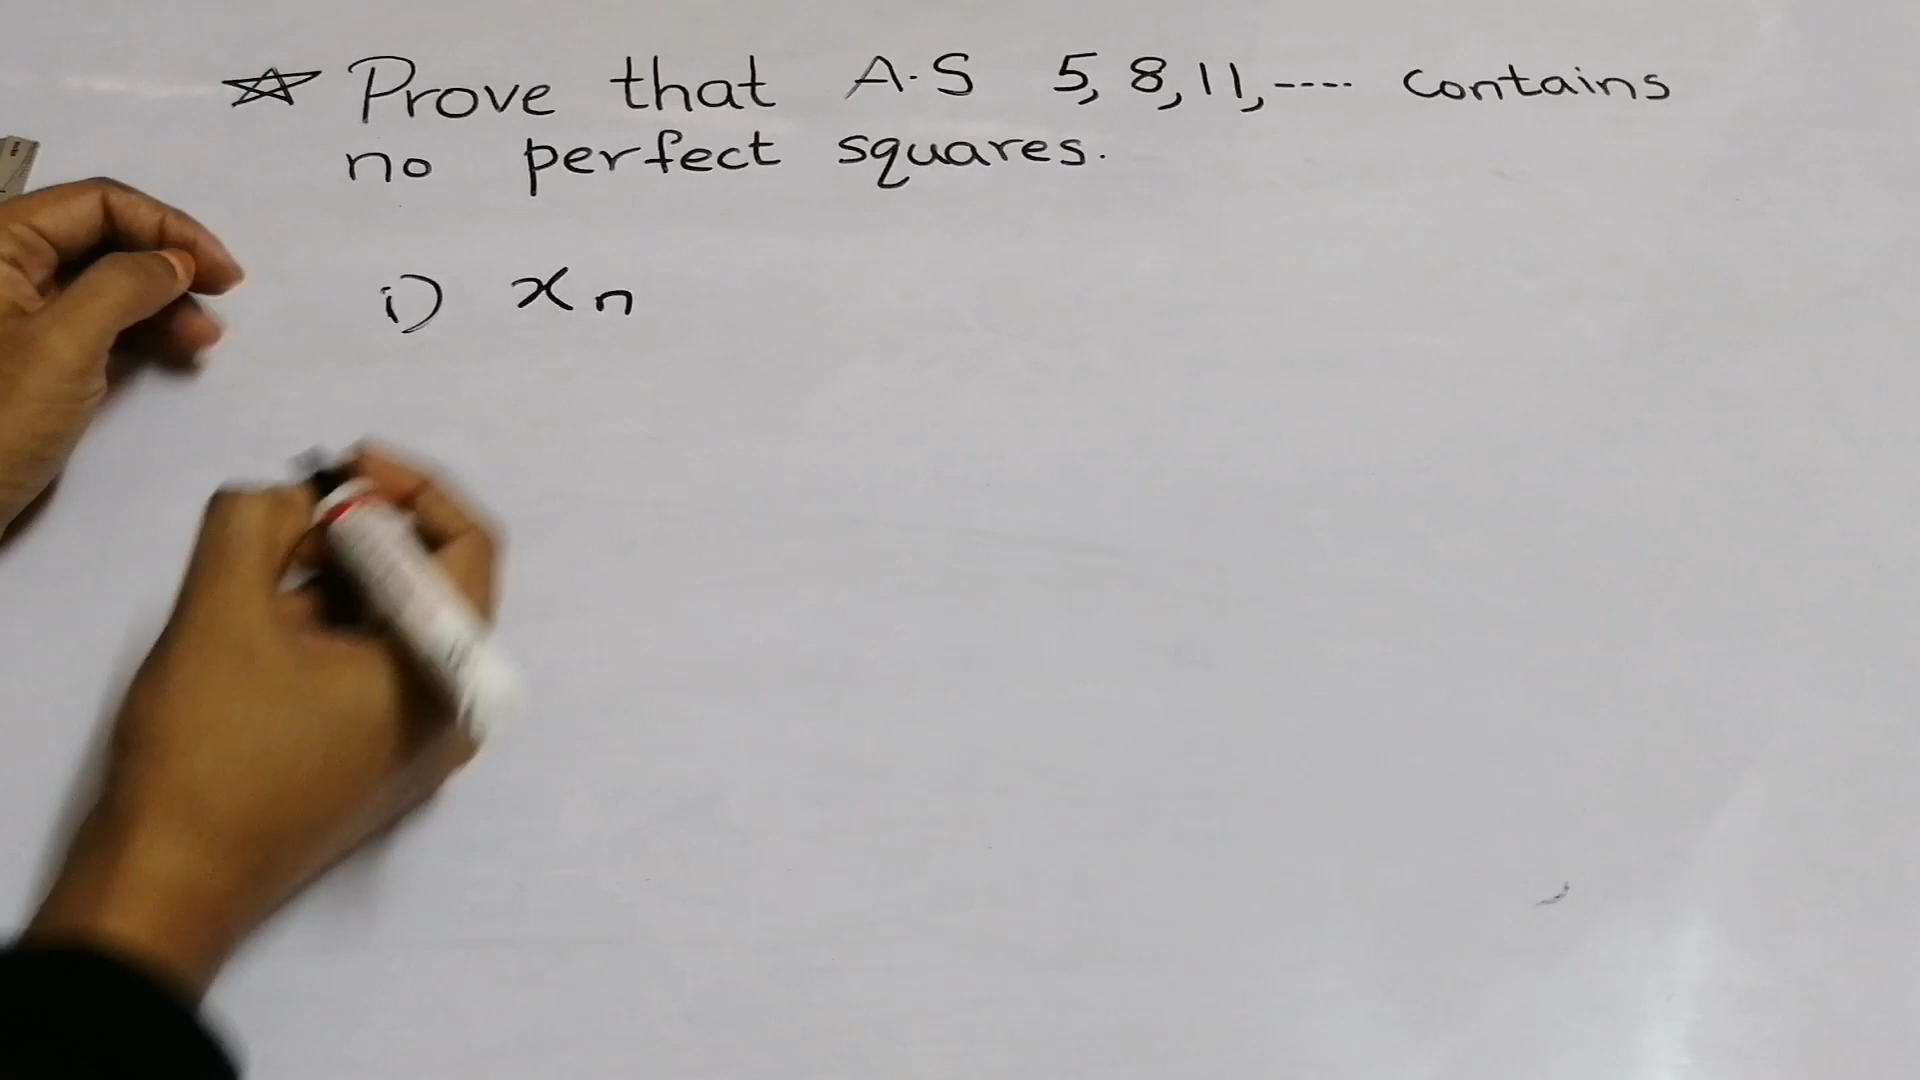 ☆ Prove that A.S 5, 8, 11, ---- contains
no perfect squares.
i) xn